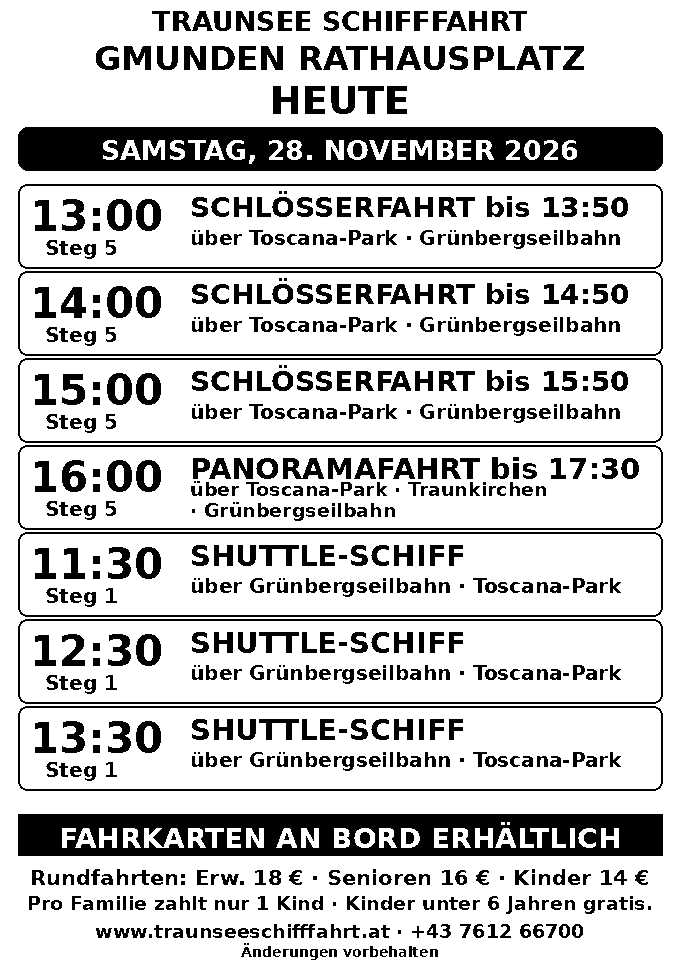 TRAUNSEE SCHIFFFAHRT
GMUNDEN RATHAUSPLATZ
HEUTE
SAMSTAG, 28. NOVEMBER 2026
13:00 SCHLÖSSERFAHRT bis 13:50
Steg 5 über Toscana-Park · Grünbergseilbahn
14:00 SCHLÖSSERFAHRT bis 14:50
Steg 5 über Toscana-Park · Grünbergseilbahn
15:00 SCHLÖSSERFAHRT bis 15:50
Steg 5 über Toscana-Park · Grünbergseilbahn
16:00 PANORAMAFAHRT bis 17:30
über Toscana-Park · Traunkirchen
Steg 5 · Grünbergseilbahn
11:30 SHUTTLE-SCHIFF
Steg 1 über Grünbergseilbahn · Toscana-Park
12:30 SHUTTLE-SCHIFF
Steg 1 über Grünbergseilbahn · Toscana-Park
13:30 SHUTTLE-SCHIFF
Steg 1 über Grünbergseilbahn · Toscana-Park
FAHRKARTEN AN BORD ERHÄLTLICH
Rundfahrten: Erw. 18 € · Senioren 16 € · Kinder 14 €
Pro Familie zahlt nur 1 Kind · Kinder unter 6 Jahren gratis.
www.traunseeschifffahrt.at · +43 7612 66700
Änderungen vorbehalten